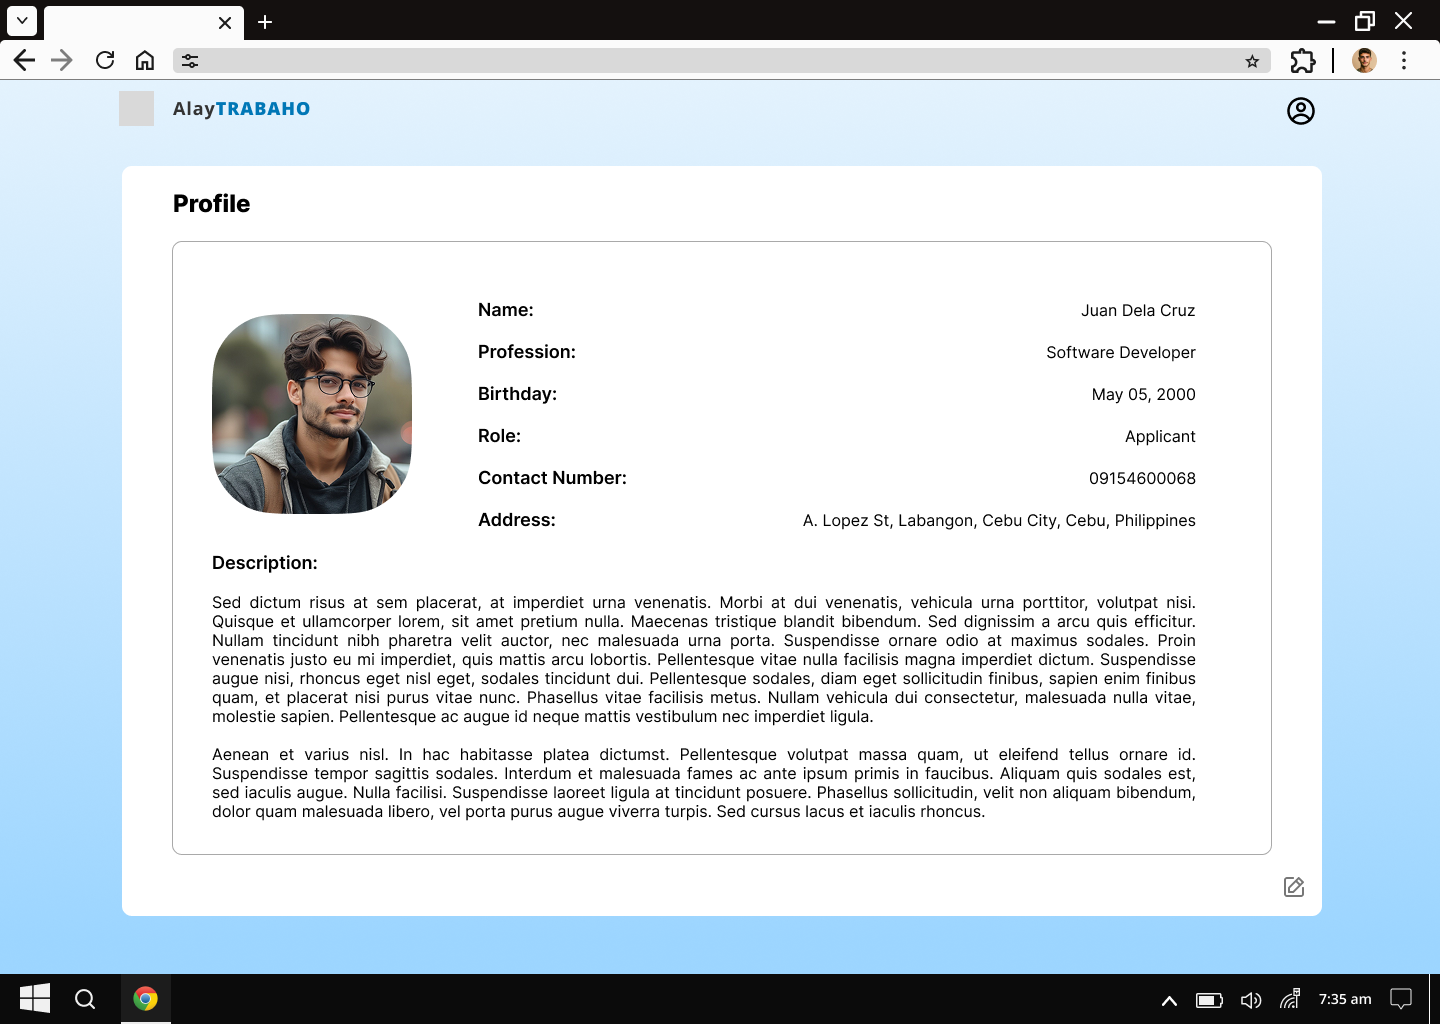 AlayTRABAHO
Profile
Name: Juan Dela Cruz
Profession: Software Developer
Birthday: May 05, 2000
Role: Applicant
Contact Number: 09154600068
Address: A. Lopez St, Labangon, Cebu City, Cebu, Philippines
Description:
Sed dictum risus at sem placerat, at imperdiet urna venenatis. Morbi at dui venenatis, vehicula urna porttitor, volutpat nisi.
Quisque et ullamcorper lorem, sit amet pretium nulla. Maecenas tristique blandit bibendum. Sed dignissim a arcu quis efficitur.
Nullam tincidunt nibh pharetra velit auctor, nec malesuada urna porta. Suspendisse ornare odio at maximus sodales. Proin
venenatis justo eu mi imperdiet, quis mattis arcu lobortis. Pellentesque vitae nulla facilisis magna imperdiet dictum. Suspendisse
augue nisi, rhoncus eget nisl eget, sodales tincidunt dui. Pellentesque sodales, diam eget sollicitudin finibus, sapien enim finibus
quam, et placerat nisi purus vitae nunc. Phasellus vitae facilisis metus. Nullam vehicula dui consectetur, malesuada nulla vitae,
molestie sapien. Pellentesque ac augue id neque mattis vestibulum nec imperdiet ligula.
Aenean et varius nisl. In hac habitasse platea dictumst. Pellentesque volutpat massa quam, ut eleifend tellus ornare id.
Suspendisse tempor sagittis sodales. Interdum et malesuada fames ac ante ipsum primis in faucibus. Aliquam quis sodales est,
sed iaculis augue. Nulla facilisi. Suspendisse laoreet ligula at tincidunt posuere. Phasellus sollicitudin, velit non aliquam bibendum,
dolor quam malesuada libero, vel porta purus augue viverra turpis. Sed cursus lacus et iaculis rhoncus.
7:35 am